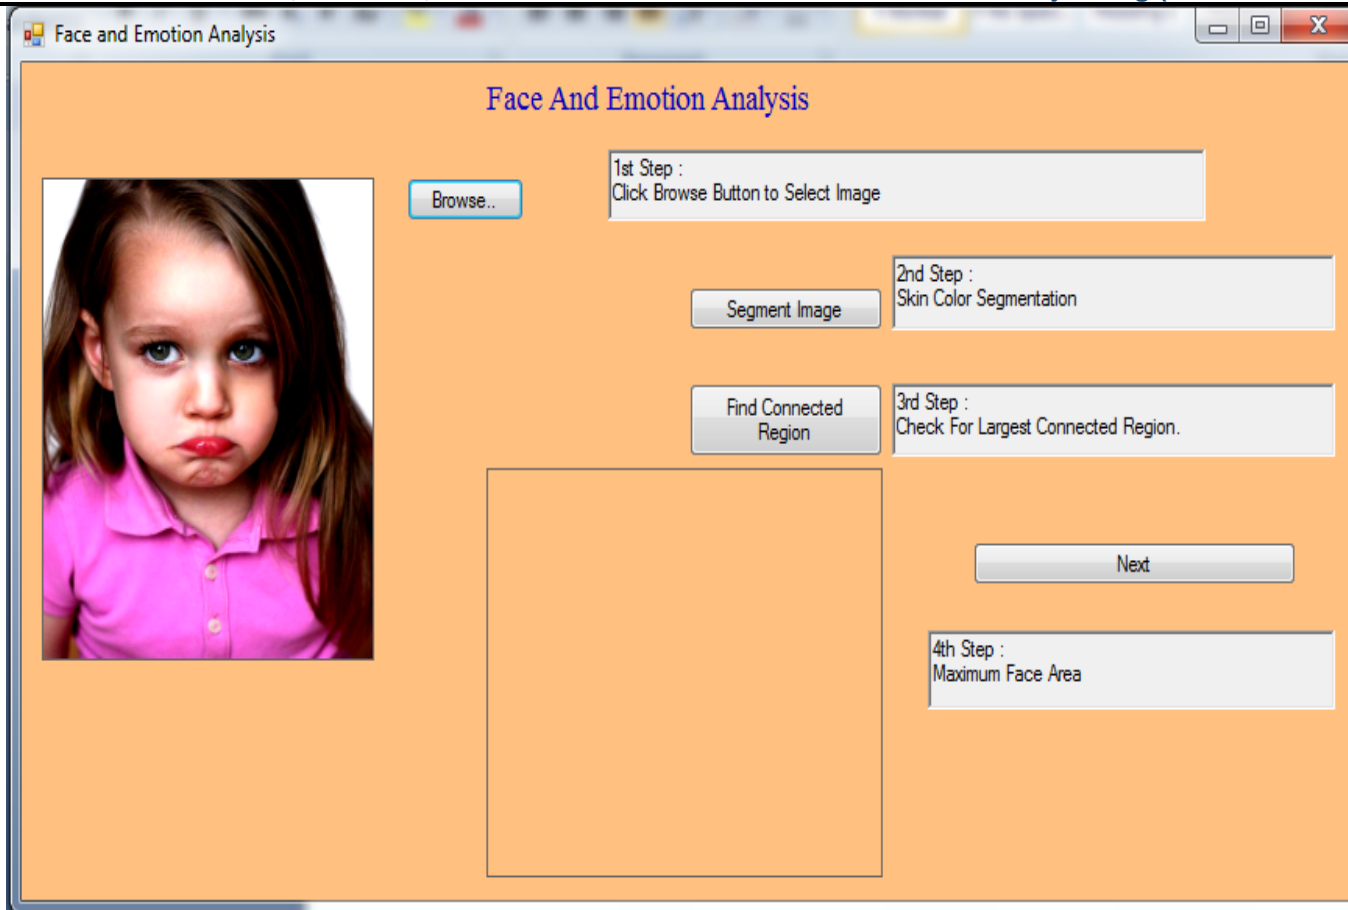 Face and Emotion Analysis
Face And Emotion Analysis
Browse..
1st Step :
Click Browse Button to Select Image
Segment Image
2nd Step :
Skin Color Segmentation
Find Connected
Region
3rd Step :
Check For Largest Connected Region.
Next
4th Step :
Maximum Face Area